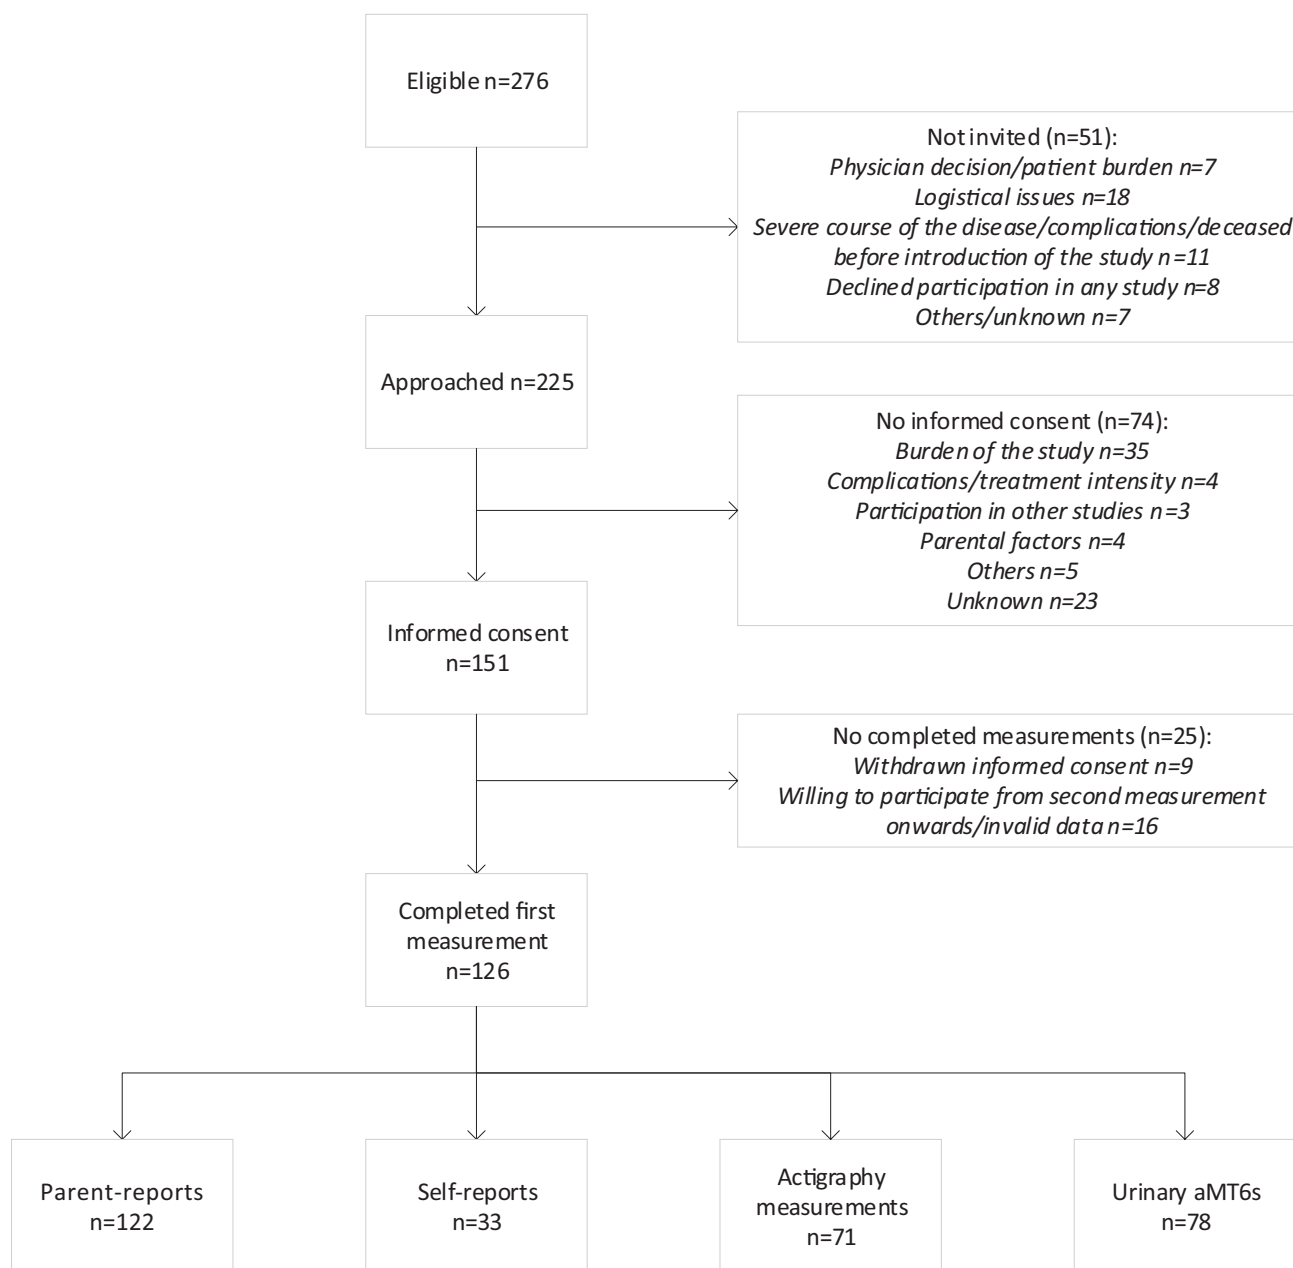 Eligible n=276
Not invited (n=51):
Physician decision/patient burden n=7
Logistical issues n=18
Severe course of the disease/complications/deceased
before introduction of the study n=11
Declined participation in any study n=8
Others/unknown n=7
Approached n=225
No informed consent (n=74):
Burden of the study n=35
Complications/treatment intensity n=4
Participation in other studies n=3
Parental factors n=4
Others n=5
Unknown n=23
Informed consent
n=151
No completed measurements (n=25):
Withdrawn informed consent n=9
Willing to participate from second measurement
onwards/invalid data n=16
Completed first
measurement
n=126
Parent-reports
n=122
Self-reports
n=33
Actigraphy
measurements
n=71
Urinary aMT6s
n=78